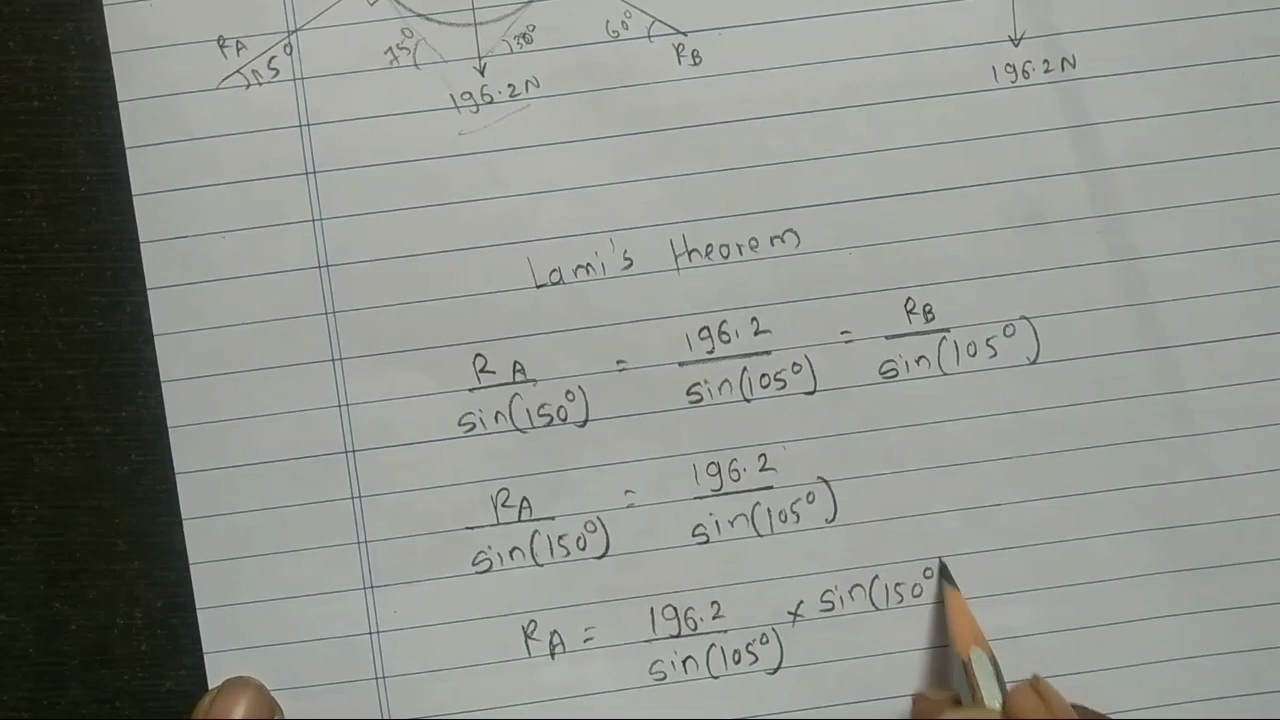 RA 15° 75° 30° 60° RB
196.2N 196.2N
Lami's theorem
RA / sin(150°) = 196.2 / sin(105°) = RB / sin(105°)
RA / sin(150°) = 196.2 / sin(105°)
RA = 196.2 / sin(105°) × sin(150°